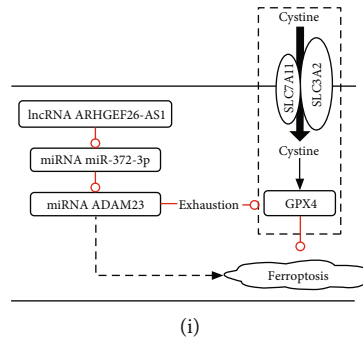 Cystine
SLC7A11
SLC3A2
lncRNA ARHGEF26-AS1
Cystine
miRNA miR-372-3p
miRNA ADAM23
Exhaustion
GPX4
Ferroptosis
(i)